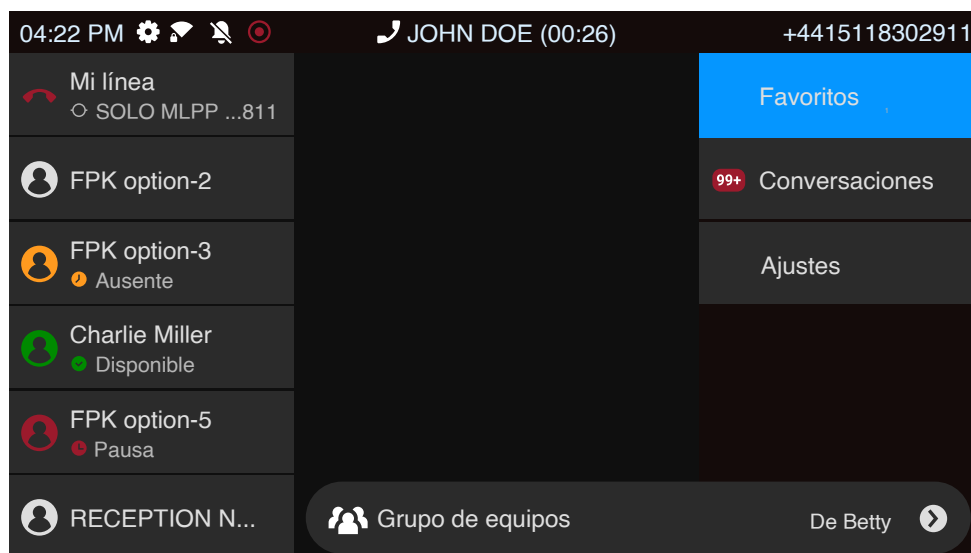 04:22 PM
JOHN DOE (00:26)
+4415118302911
Mi línea
SOLO MLPP ...811
FPK option-2
FPK option-3
Ausente
Charlie Miller
Disponible
FPK option-5
Pausa
RECEPTION N...
Favoritos
99+ Conversaciones
Ajustes
Grupo de equipos
De Betty